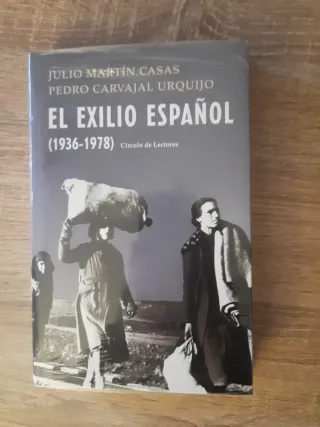 JULIO MARTÍN CASAS
PEDRO CARVAJAL URQUIJO
EL EXILIO ESPAÑOL
(1936-1978) Círculo de Lectores